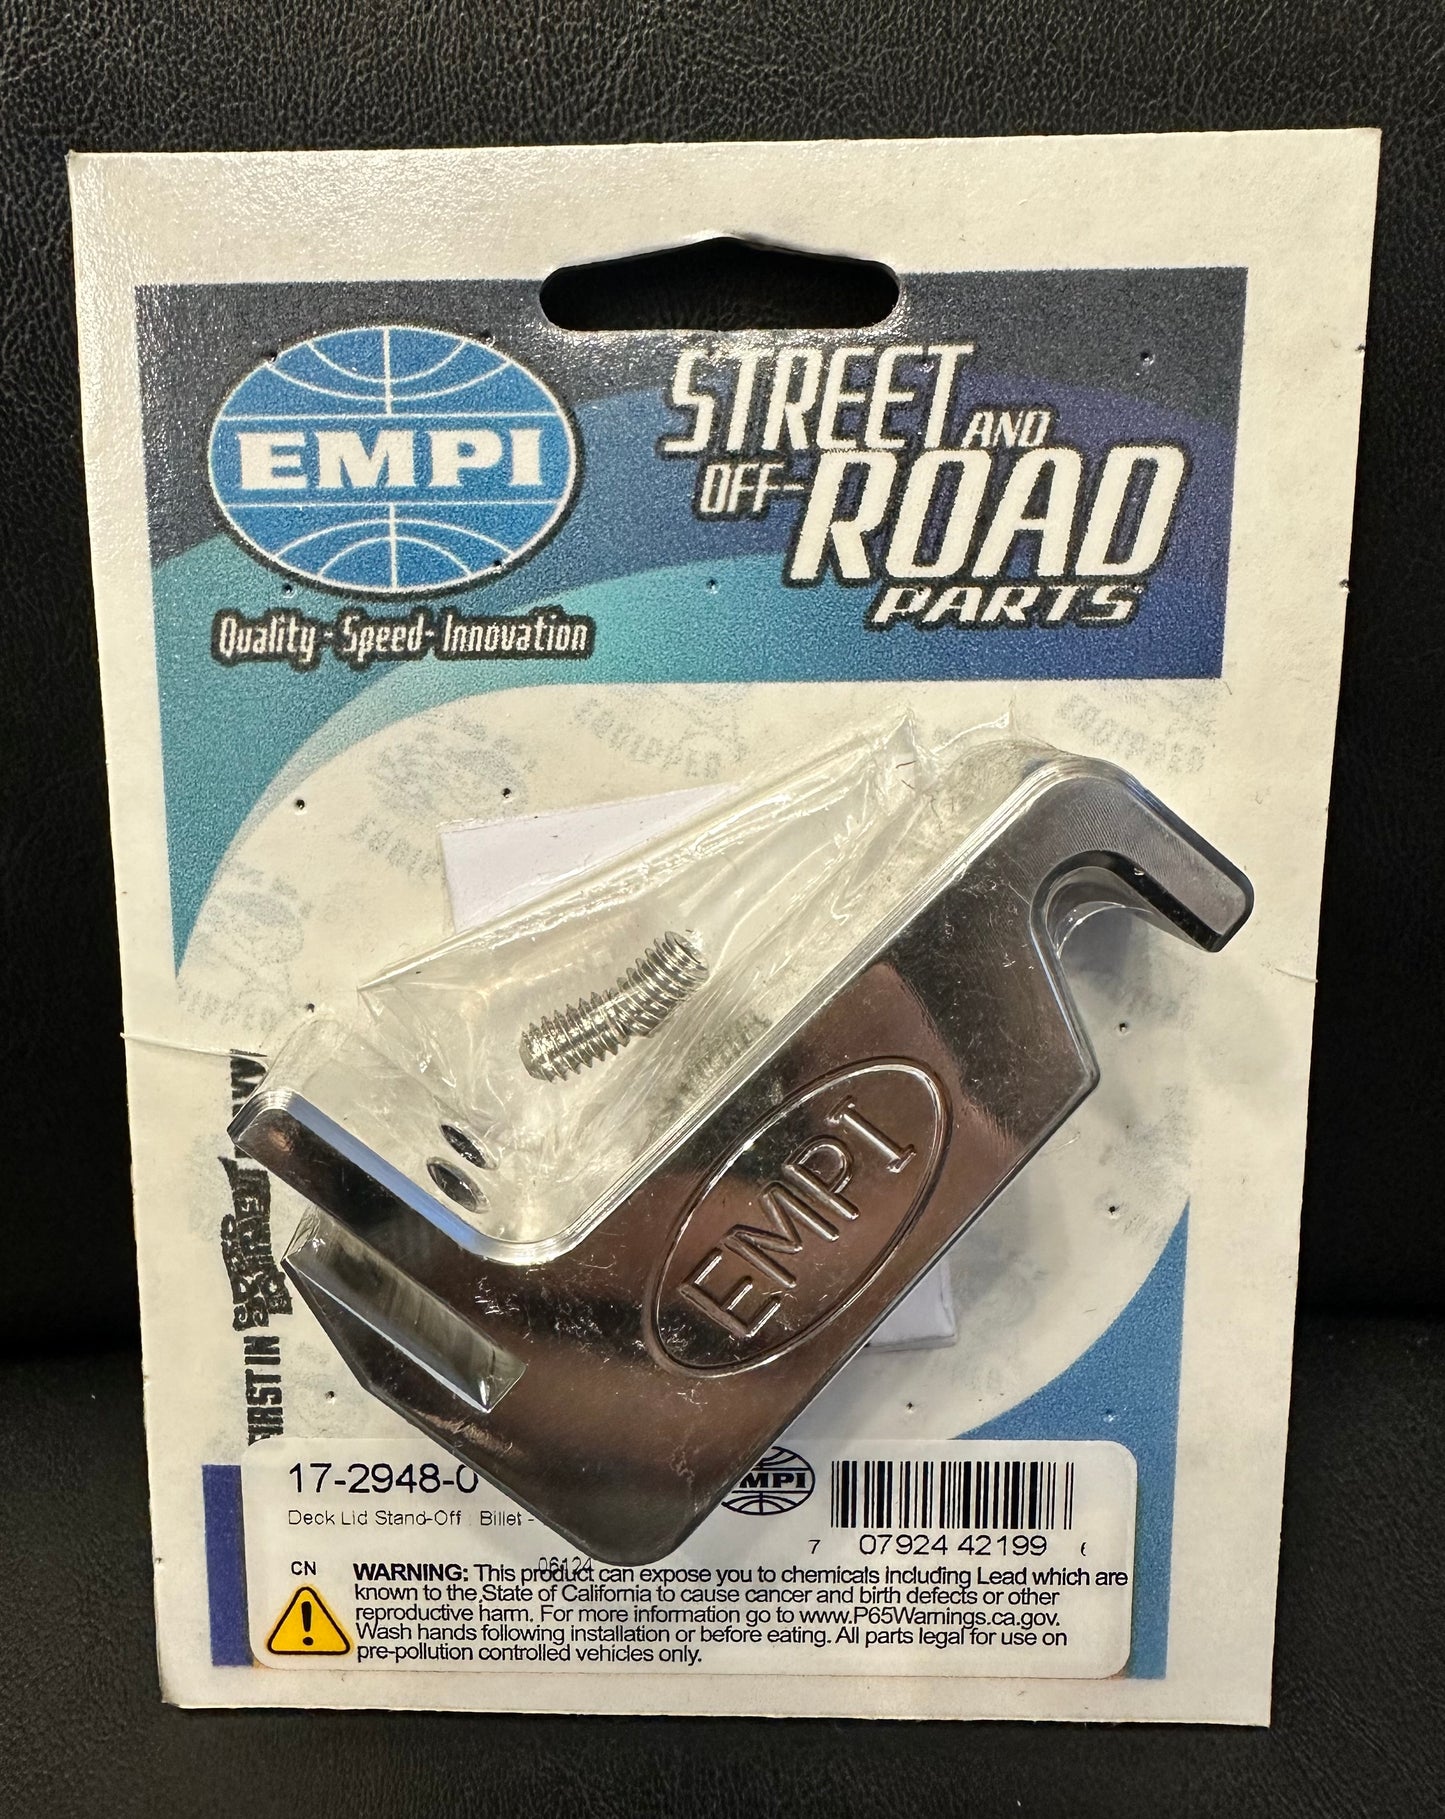 EMPI
Quality - Speed - Innovation
STREET AND
OFF-ROAD
PARTS
EMPI
FIRST IN
17-2948-0
Deck Lid Stand-Off Billet -
EMPI
7 07924 42199 6
06124
CN
WARNING: This product can expose you to chemicals including Lead which are
known to the State of California to cause cancer and birth defects or other
reproductive harm. For more information go to www.P65Warnings.ca.gov.
Wash hands following installation or before eating. All parts legal for use on
pre-pollution controlled vehicles only.